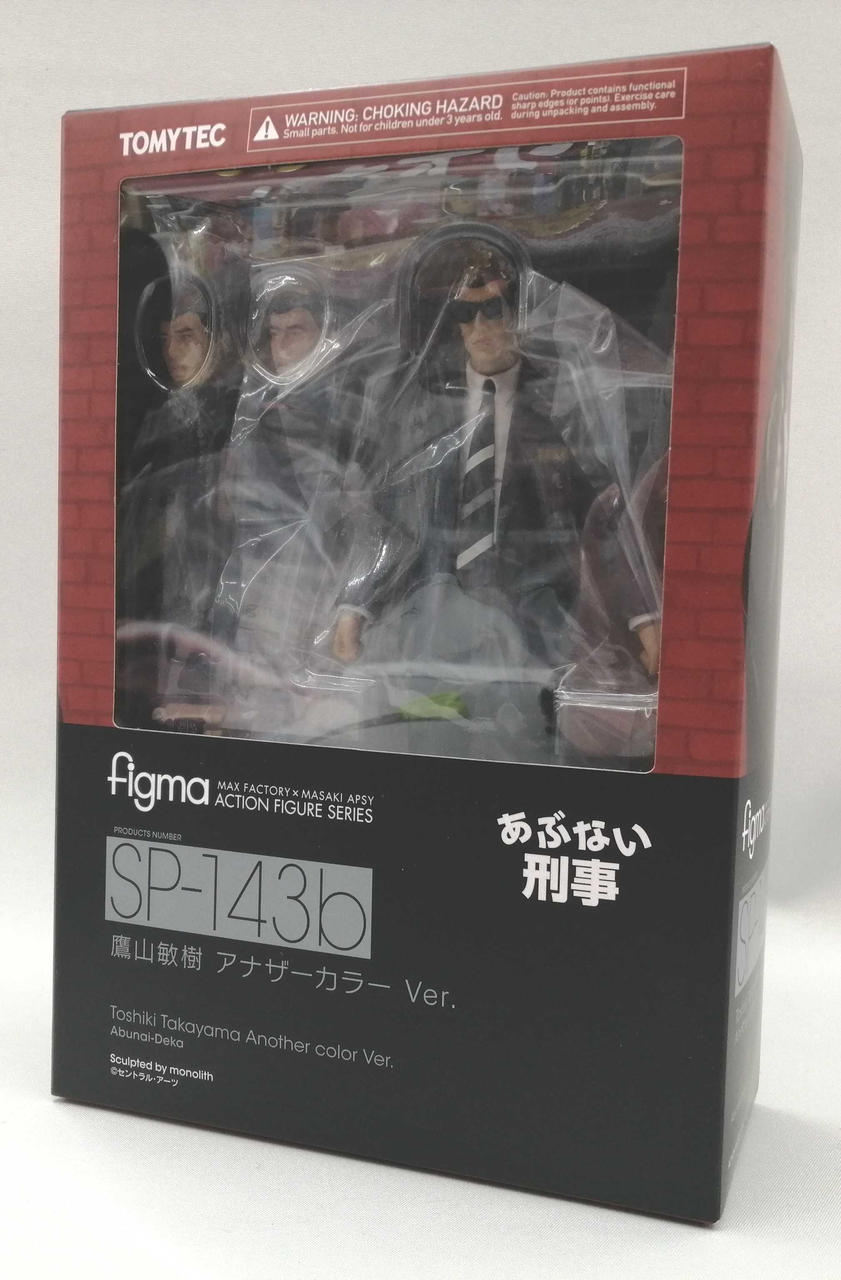 TOMYTEC
WARNING: CHOKING HAZARD
Small parts. Not for children under 3 years old.
Caution: Product contains functional
sharp edges (or points). Exercise care
during unpacking and assembly.
figma
MAX FACTORY × MASAKI APSY
ACTION FIGURE SERIES
PRODUCTS NUMBER
SP-143b
鷹山敏樹 アナザーカラー Ver.
あぶない
刑事
Toshiki Takayama Another color Ver.
Abunai-Deka
Sculpted by monolith
©セントラル・アーツ
figma